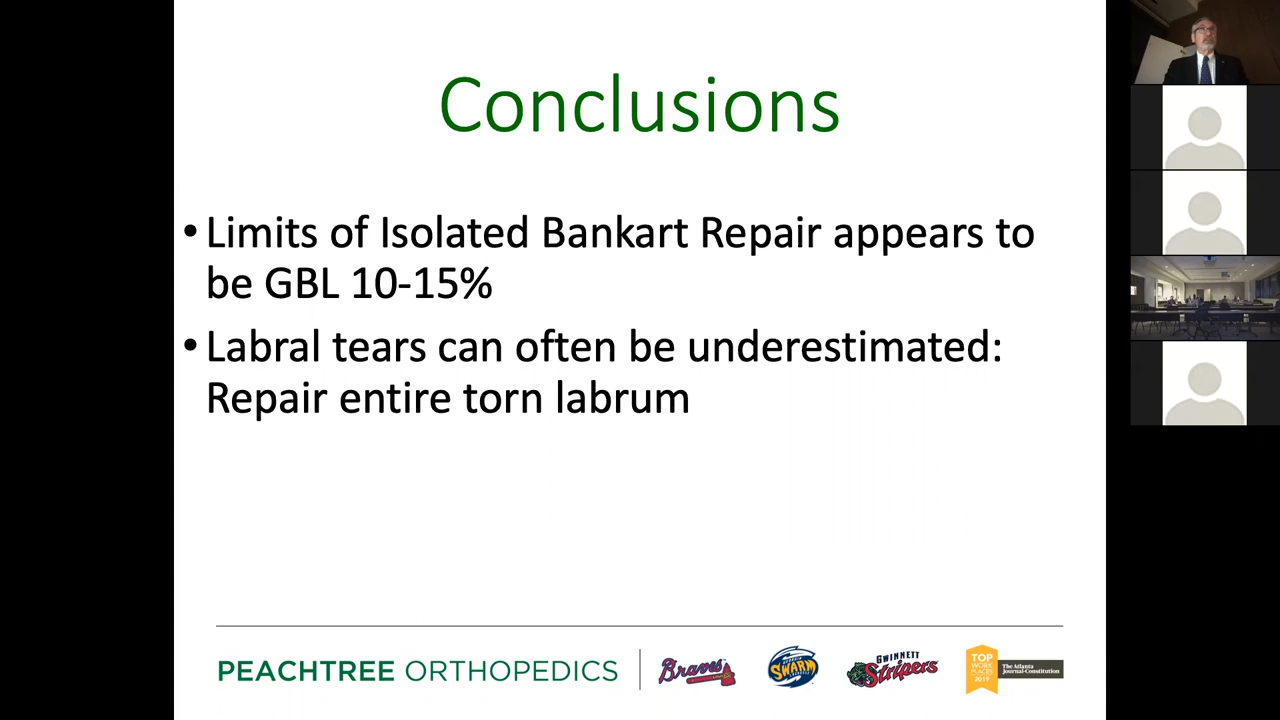 Conclusions
• Limits of Isolated Bankart Repair appears to
be GBL 10-15%
• Labral tears can often be underestimated:
Repair entire torn labrum
PEACHTREE ORTHOPEDICS
Braves
SWARM
GWINNETT
Stripers
TOP
WORK
PLACES
2019
The Atlanta
Journal-Constitution